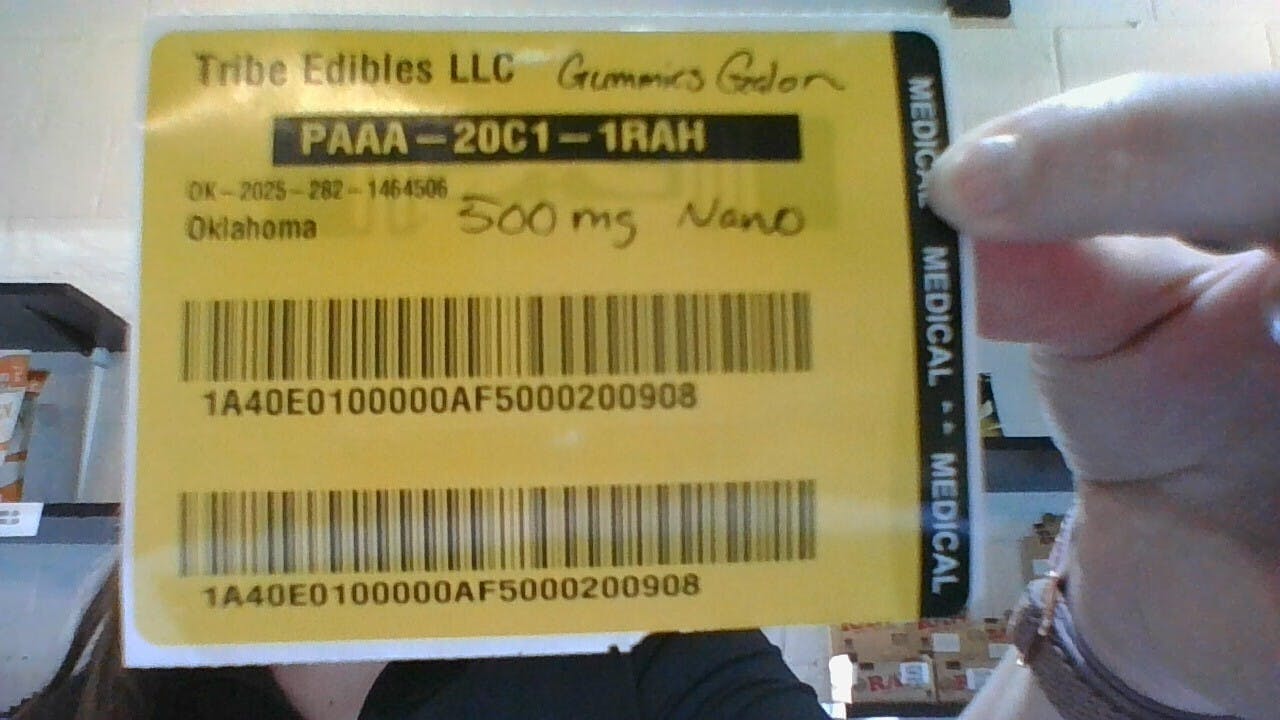 Tribe Edibles LLC Gummies
PAAA-20C1-1RAH
OK-2025-282-1464506
Oklahoma 500 mg Nano
1A40E0100000AF5000200908
1A40E0100000AF5000200908
MEDICAL MEDICAL MEDICAL
RAW